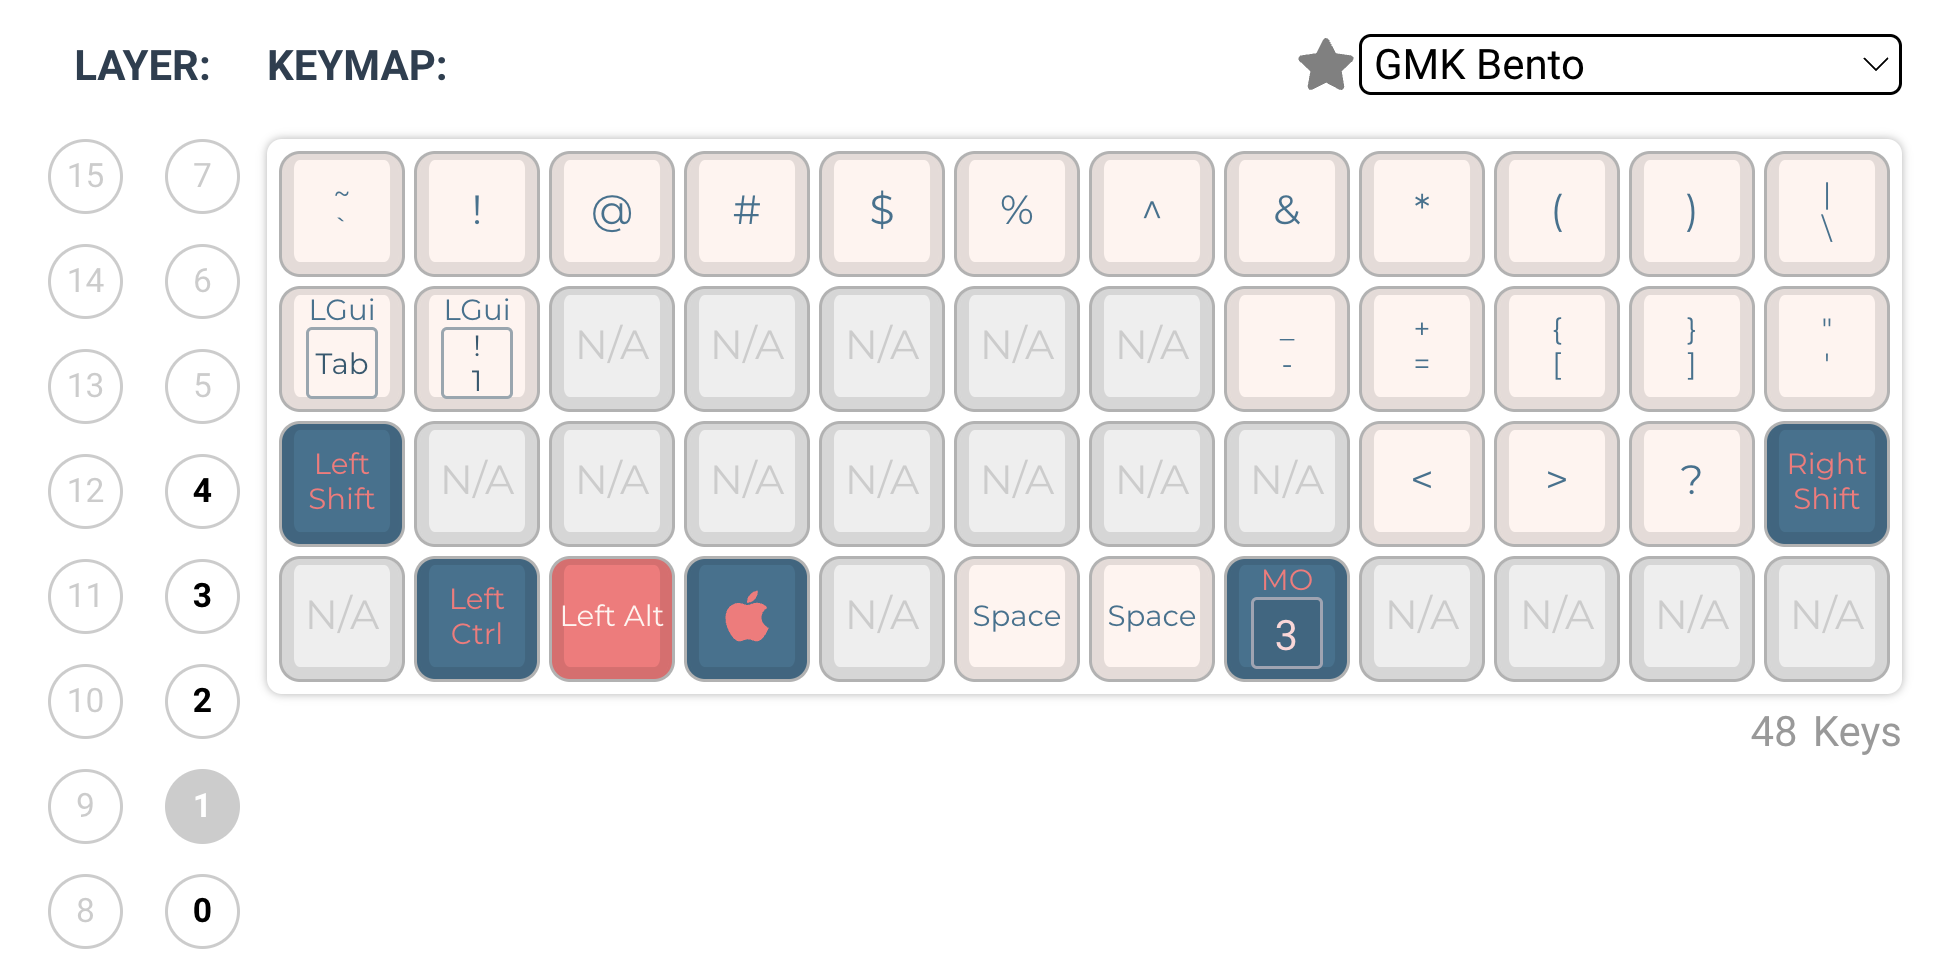 LAYER: KEYMAP: GMK Bento
15 7
14 6
13 5
12 4
11 3
10 2
9 1
8 0
~
`
! @ # $ % ^ & * ( )
|
\
LGui
Tab
LGui
!
1
N/A N/A N/A N/A N/A
_
-
+
=
{
[
}
]
"
'
Left
Shift
N/A N/A N/A N/A N/A N/A N/A < > ?
Right
Shift
N/A
Left
Ctrl
Left Alt
N/A Space Space
MO
3
N/A N/A N/A N/A
48 Keys